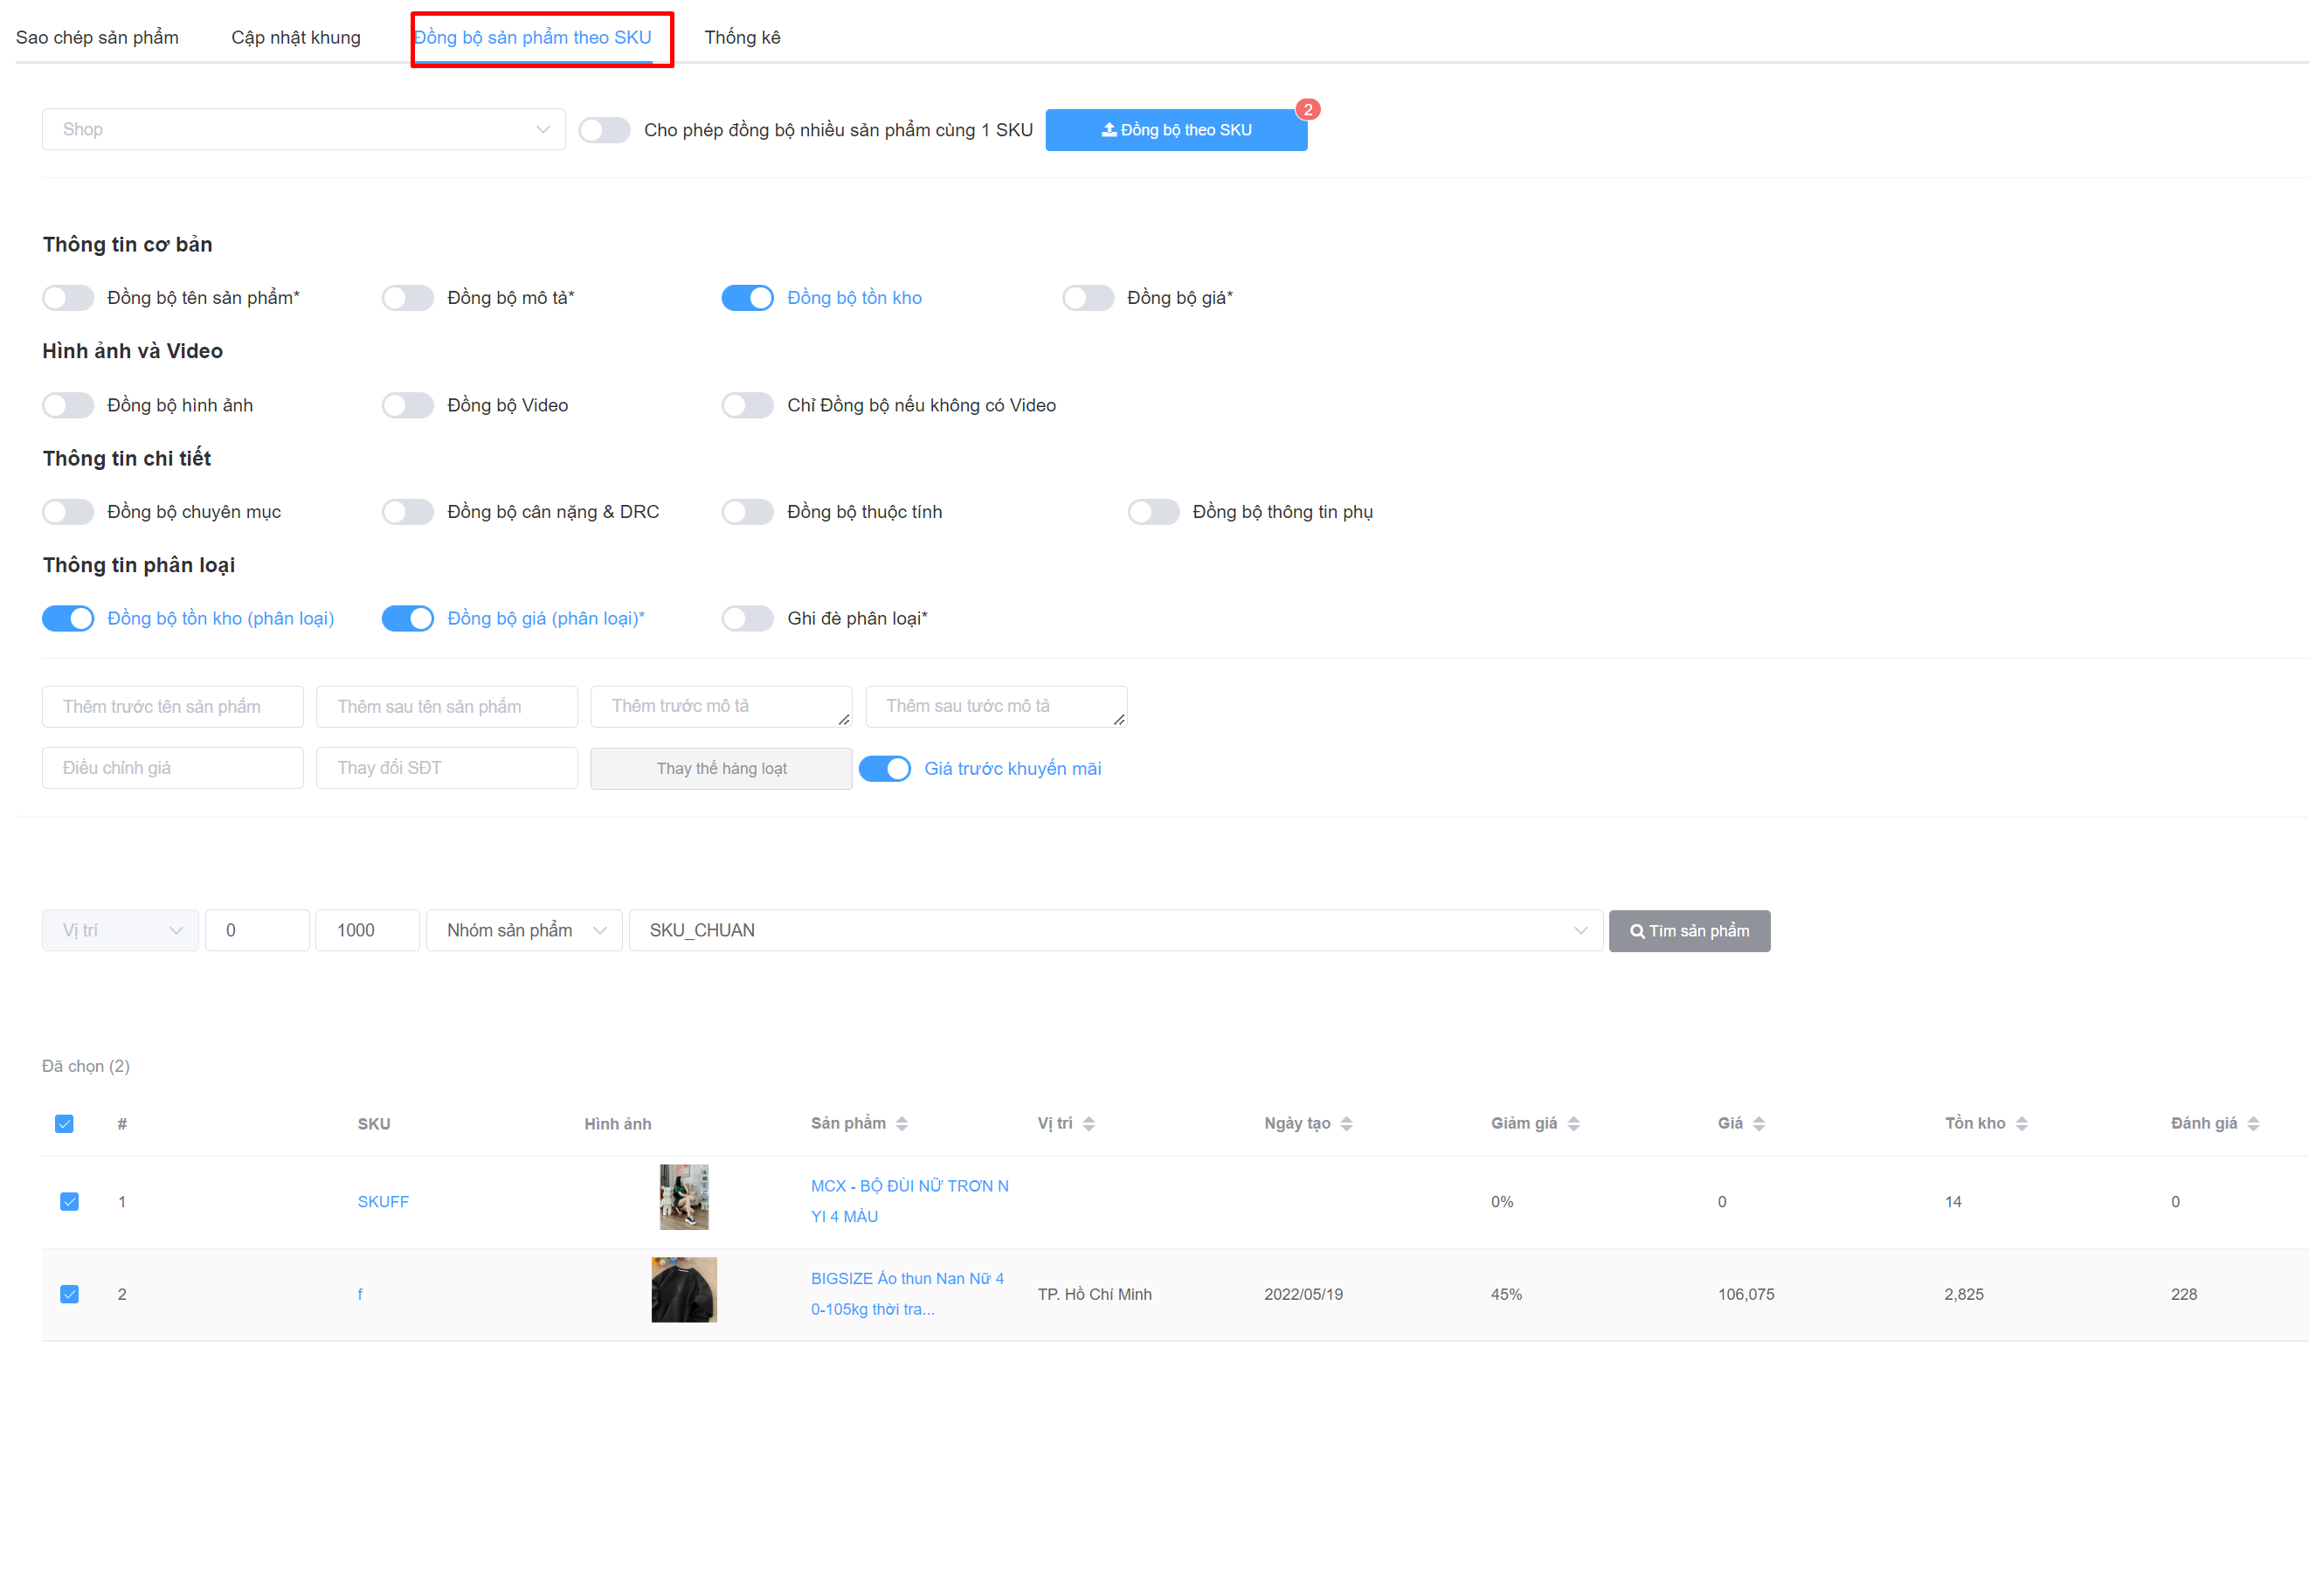 Sao chép sản phẩm Cập nhật khung Đồng bộ sản phẩm theo SKU Thống kê
Shop Cho phép đồng bộ nhiều sản phẩm cùng 1 SKU Đồng bộ theo SKU 2
Thông tin cơ bản
Đồng bộ tên sản phẩm* Đồng bộ mô tả* Đồng bộ tồn kho Đồng bộ giá*
Hình ảnh và Video
Đồng bộ hình ảnh Đồng bộ Video Chỉ Đồng bộ nếu không có Video
Thông tin chi tiết
Đồng bộ chuyên mục Đồng bộ cân nặng & DRC Đồng bộ thuộc tính Đồng bộ thông tin phụ
Thông tin phân loại
Đồng bộ tồn kho (phân loại) Đồng bộ giá (phân loại)* Ghi đè phân loại*
Thêm trước tên sản phẩm Thêm sau tên sản phẩm Thêm trước mô tả Thêm sau tước mô tả
Điều chỉnh giá Thay đổi SĐT Thay thế hàng loạt Giá trước khuyến mãi
Vị trí 0 1000 Nhóm sản phẩm SKU_CHUAN Tìm sản phẩm
Đã chọn (2)
# SKU Hình ảnh Sản phẩm Vị trí Ngày tạo Giảm giá Giá Tồn kho Đánh giá
1 SKUFF MCX - BỘ ĐÙI NỮ TRƠN N 0% 0 14 0
YI 4 MÀU
2 f BIGSIZE Áo thun Nan Nữ 4 TP. Hồ Chí Minh 2022/05/19 45% 106,075 2,825 228
0-105kg thời tra...